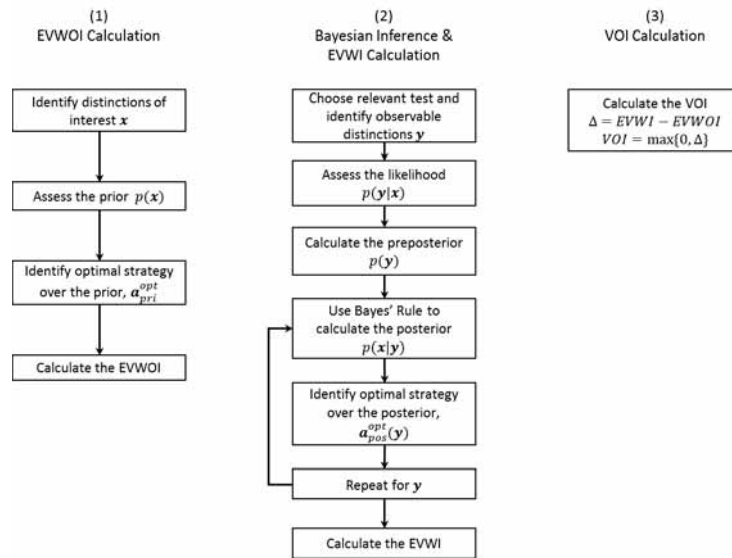 (1)
EVWOI Calculation
Identify distinctions of
interest x
Assess the prior p(x)
Identify optimal strategy
over the prior, a_pri^opt
Calculate the EVWOI
(2)
Bayesian Inference &
EVWI Calculation
Choose relevant test and
identify observable
distinctions y
Assess the likelihood
p(y|x)
Calculate the preposterior
p(y)
Use Bayes' Rule to
calculate the posterior
p(x|y)
Identify optimal strategy
over the posterior,
a_pos^opt(y)
Repeat for y
Calculate the EVWI
(3)
VOI Calculation
Calculate the VOI
Δ = EVWI − EVWOI
VOI = max{0, Δ}